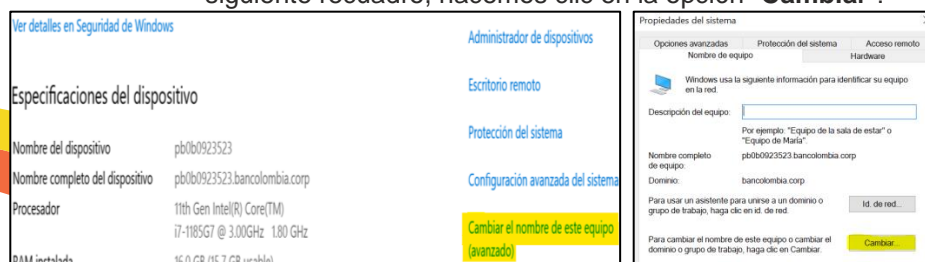 siguiente recuadro, hacemos clic en la opción "Cambiar".
Ver detalles en Seguridad de Windows
Especificaciones del dispositivo
Nombre del dispositivo pb0b0923523
Nombre completo del dispositivo pb0b0923523.bancolombia.corp
Procesador 11th Gen Intel(R) Core(TM)
i7-1185G7 @ 3.00GHz 1.80 GHz
RAM instalada 16.0 GB (15.7 GB usable)
Administrador de dispositivos
Escritorio remoto
Protección del sistema
Configuración avanzada del sistema
Cambiar el nombre de este equipo
(avanzado)
Propiedades del sistema
Opciones avanzadas Protección del sistema Acceso remoto
Nombre de equipo Hardware
Windows usa la siguiente información para identificar su equipo
en la red.
Descripción del equipo:
Por ejemplo: "Equipo de la sala de estar" o
"Equipo de María".
Nombre completo pb0b0923523.bancolombia.corp
de equipo:
Dominio: bancolombia.corp
Para usar un asistente para unirse a un dominio o
grupo de trabajo, haga clic en id. de red.
Id. de red...
Para cambiar el nombre de este equipo o cambiar el
dominio o grupo de trabajo, haga clic en Cambiar.
Cambiar...